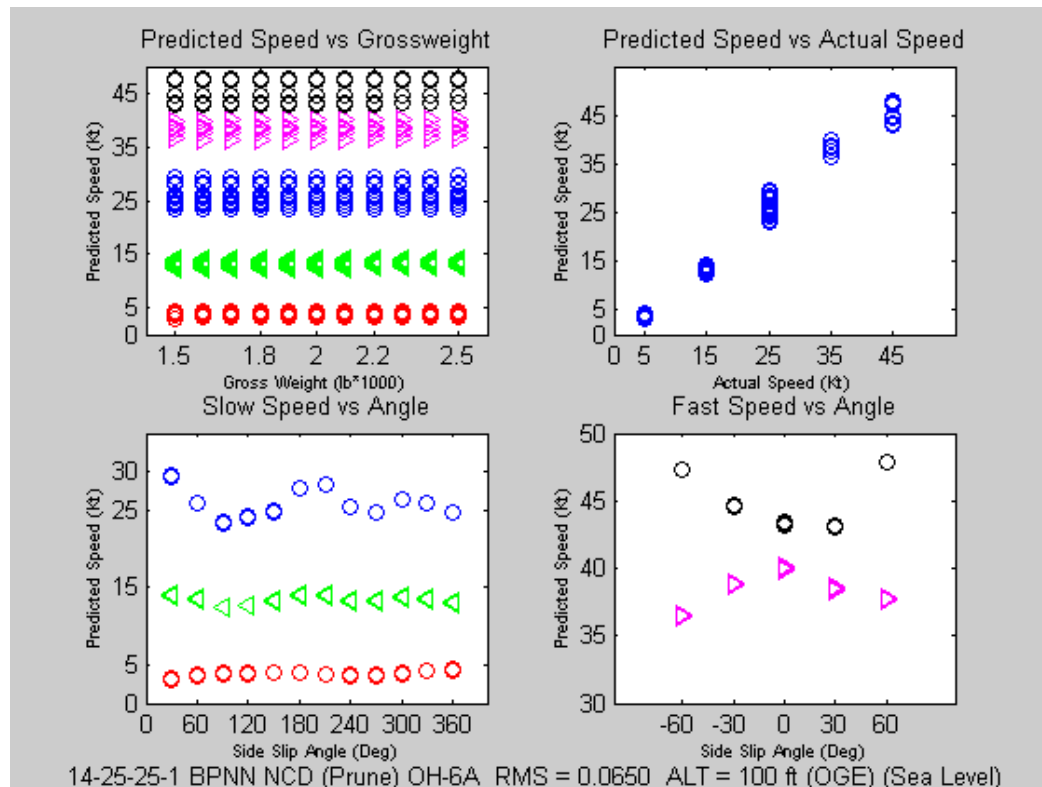 Predicted Speed vs Grossweight
45
35
25
15
5
0
Predicted Speed (Kt)
1.5 1.8 2 2.2 2.5
Gross Weight (lb*1000)
Predicted Speed vs Actual Speed
45
35
25
15
5
0
Predicted Speed (Kt)
0 5 15 25 35 45
Actual Speed (Kt)
Slow Speed vs Angle
30
25
15
5
0
Predicted Speed (Kt)
0 60 120 180 240 300 360
Side Slip Angle (Deg)
Fast Speed vs Angle
50
45
40
35
30
Predicted Speed (Kt)
-60 -30 0 30 60
Side Slip Angle (Deg)
14-25-25-1 BPNN NCD (Prune) OH-6A RMS = 0.0650 ALT = 100 ft (OGE) (Sea Level)